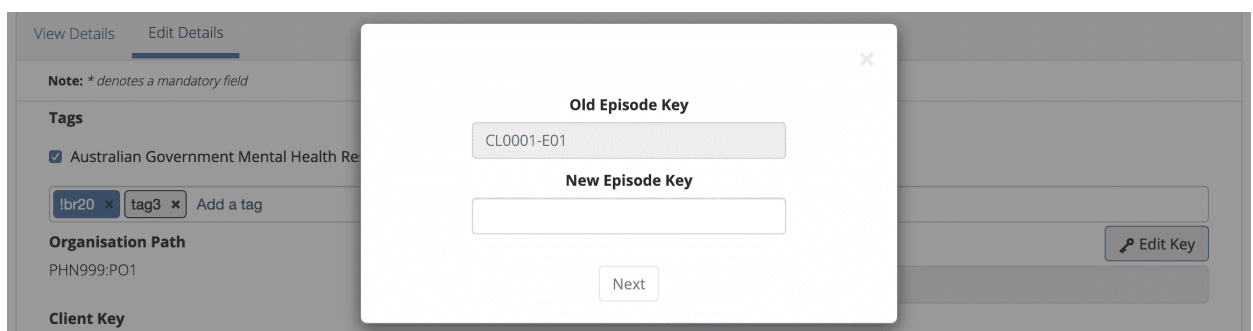 View Details Edit Details
Note: * denotes a mandatory field
Tags
Australian Government Mental Health Re
!br20 × tag3 × Add a tag
Organisation Path
PHN999:PO1
Client Key
×
Old Episode Key
CL0001-E01
New Episode Key
Next
Edit Key